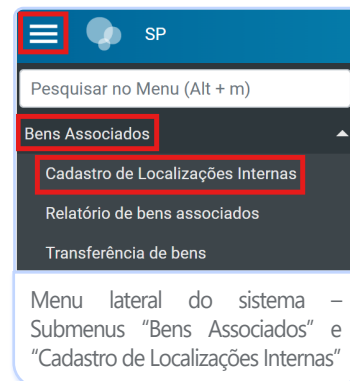 SP
Pesquisar no Menu (Alt + m)
Bens Associados
Cadastro de Localizações Internas
Relatório de bens associados
Transferência de bens
Menu lateral do sistema –
Submenus “Bens Associados” e
“Cadastro de Localizações Internas”